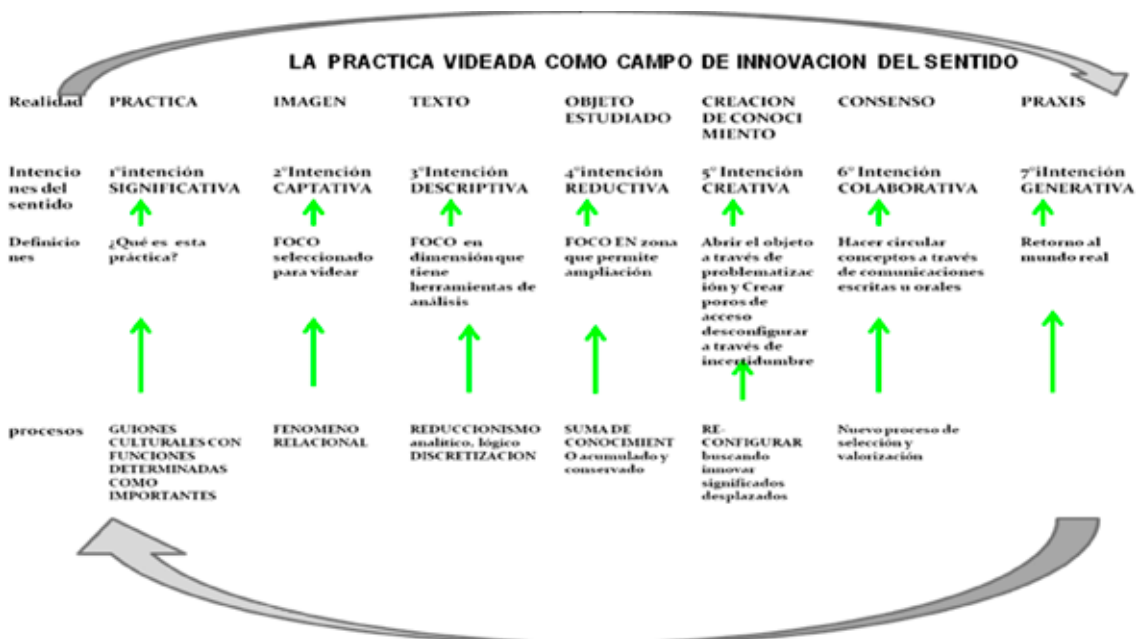 LA PRACTICA VIDEADA COMO CAMPO DE INNOVACION DEL SENTIDO
Realidad
PRACTICA
IMAGEN
TEXTO
OBJETO
ESTUDIADO
CREACION
DE CONOCI
MIENTO
CONSENSO
PRAXIS
Intencio
nes del
sentido
1°intención
SIGNIFICATIVA
2°Intención
CAPTATIVA
3°Intención
DESCRIPTIVA
4°intención
REDUCTIVA
5° Intención
CREATIVA
6° Intención
COLABORATIVA
7°iIntención
GENERATIVA
Definicio
nes
¿Qué es esta
práctica?
FOCO
seleccionado
para videar
FOCO en
dimensión que
tiene
herramientas de
análisis
FOCO EN zona
que permite
ampliación
Abrir el objeto
a través de
problematizac
ión y Crear
poros de
acceso
desconfigurar
a través de
incertidumbre
Hacer circular
conceptos a través
de comunicaciones
escritas u orales
Retorno al
mundo real
procesos
GUIONES
CULTURALES CON
FUNCIONES
DETERMINADAS
COMO
IMPORTANTES
FENOMENO
RELACIONAL
REDUCCIONISMO
analítico, lógico
DISCRETIZACION
SUMA DE
CONOCIMIENT
O acumulado y
conservado
RE-
CONFIGURAR
buscando
innovar
significados
desplazados
Nuevo proceso de
selección y
valorización